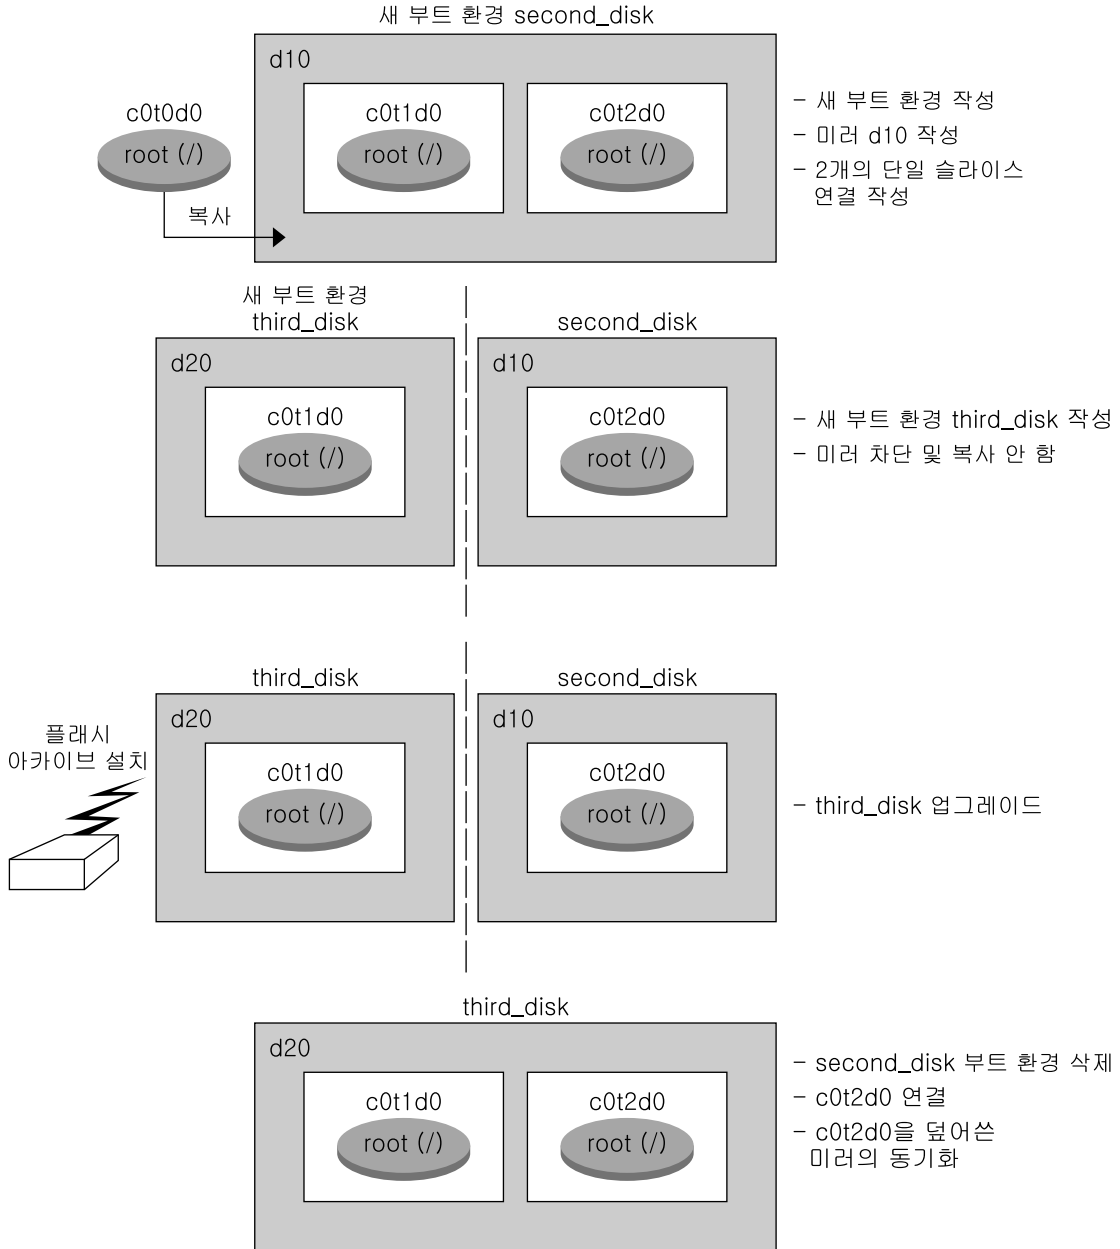 새 부트 환경 second_disk
d10
c0t0d0
root (/)
복사
c0t1d0
root (/)
c0t2d0
root (/)
- 새 부트 환경 작성
- 미러 d10 작성
- 2개의 단일 슬라이스
연결 작성
새 부트 환경
third_disk
second_disk
d20
c0t1d0
root (/)
d10
c0t2d0
root (/)
- 새 부트 환경 third_disk 작성
- 미러 차단 및 복사 안 함
third_disk
second_disk
플래시
아카이브 설치
d20
c0t1d0
root (/)
d10
c0t2d0
root (/)
- third_disk 업그레이드
third_disk
d20
c0t1d0
root (/)
c0t2d0
root (/)
- second_disk 부트 환경 삭제
- c0t2d0 연결
- c0t2d0을 덮어쓴
미러의 동기화